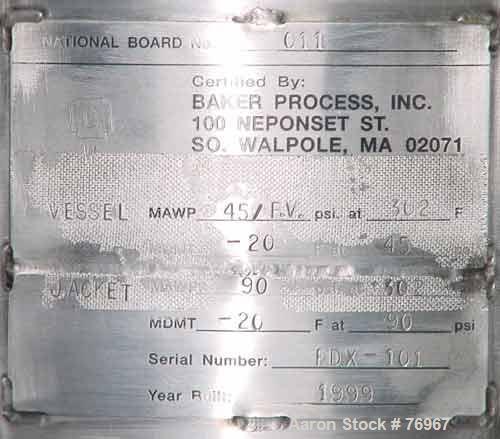 NATIONAL BOARD No. 011
Certified By:
BAKER PROCESS, INC.
100 NEPONSET ST.
SO. WALPOLE, MA 02071
U
VESSEL MAWP 45/F.V. psi. at 302 F
-20 F at 45
JACKET MAWP 90 302
MDMT -20 F at 90 psi
Serial Number: PDX-101
Year Built: 1999
© Aaron Stock # 76967